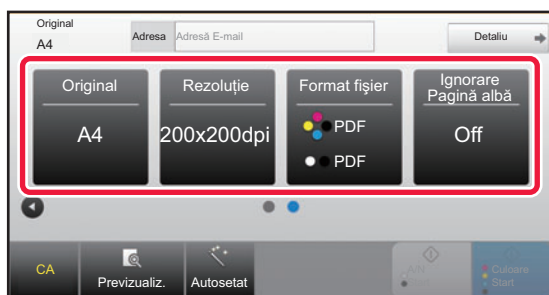 Original
A4
Adresa
Adresă E-mail
Detaliu
Original
A4
Rezoluție
200x200dpi
Format fişier
PDF
PDF
Ignorare
Pagină albă
Off
CA
Previzualiz.
Autosetat
Culoare
Start